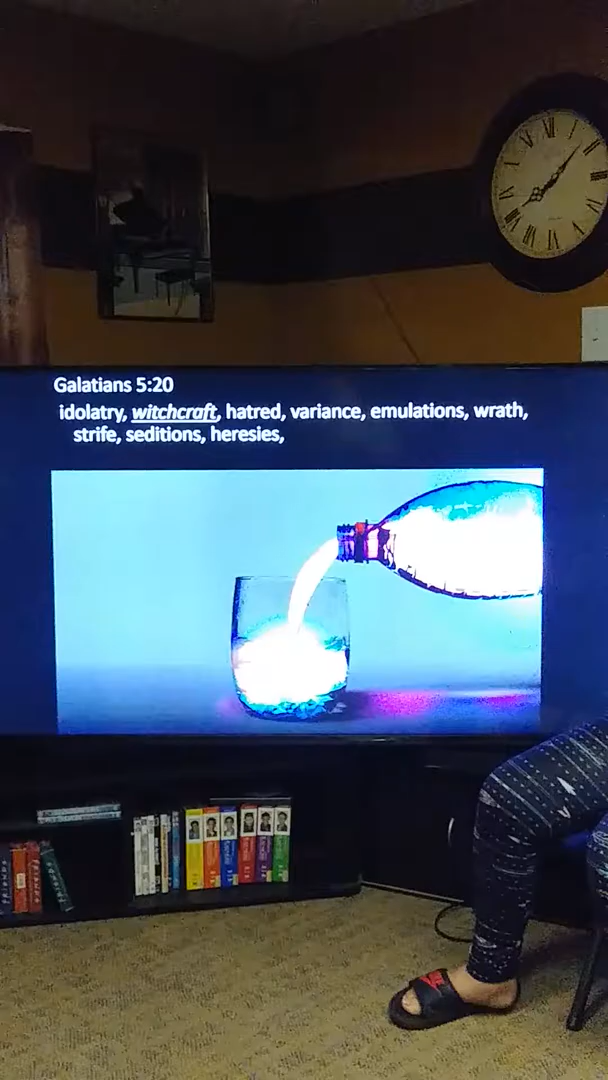 Galatians 5:20
idolatry, witchcraft, hatred, variance, emulations, wrath,
strife, seditions, heresies,